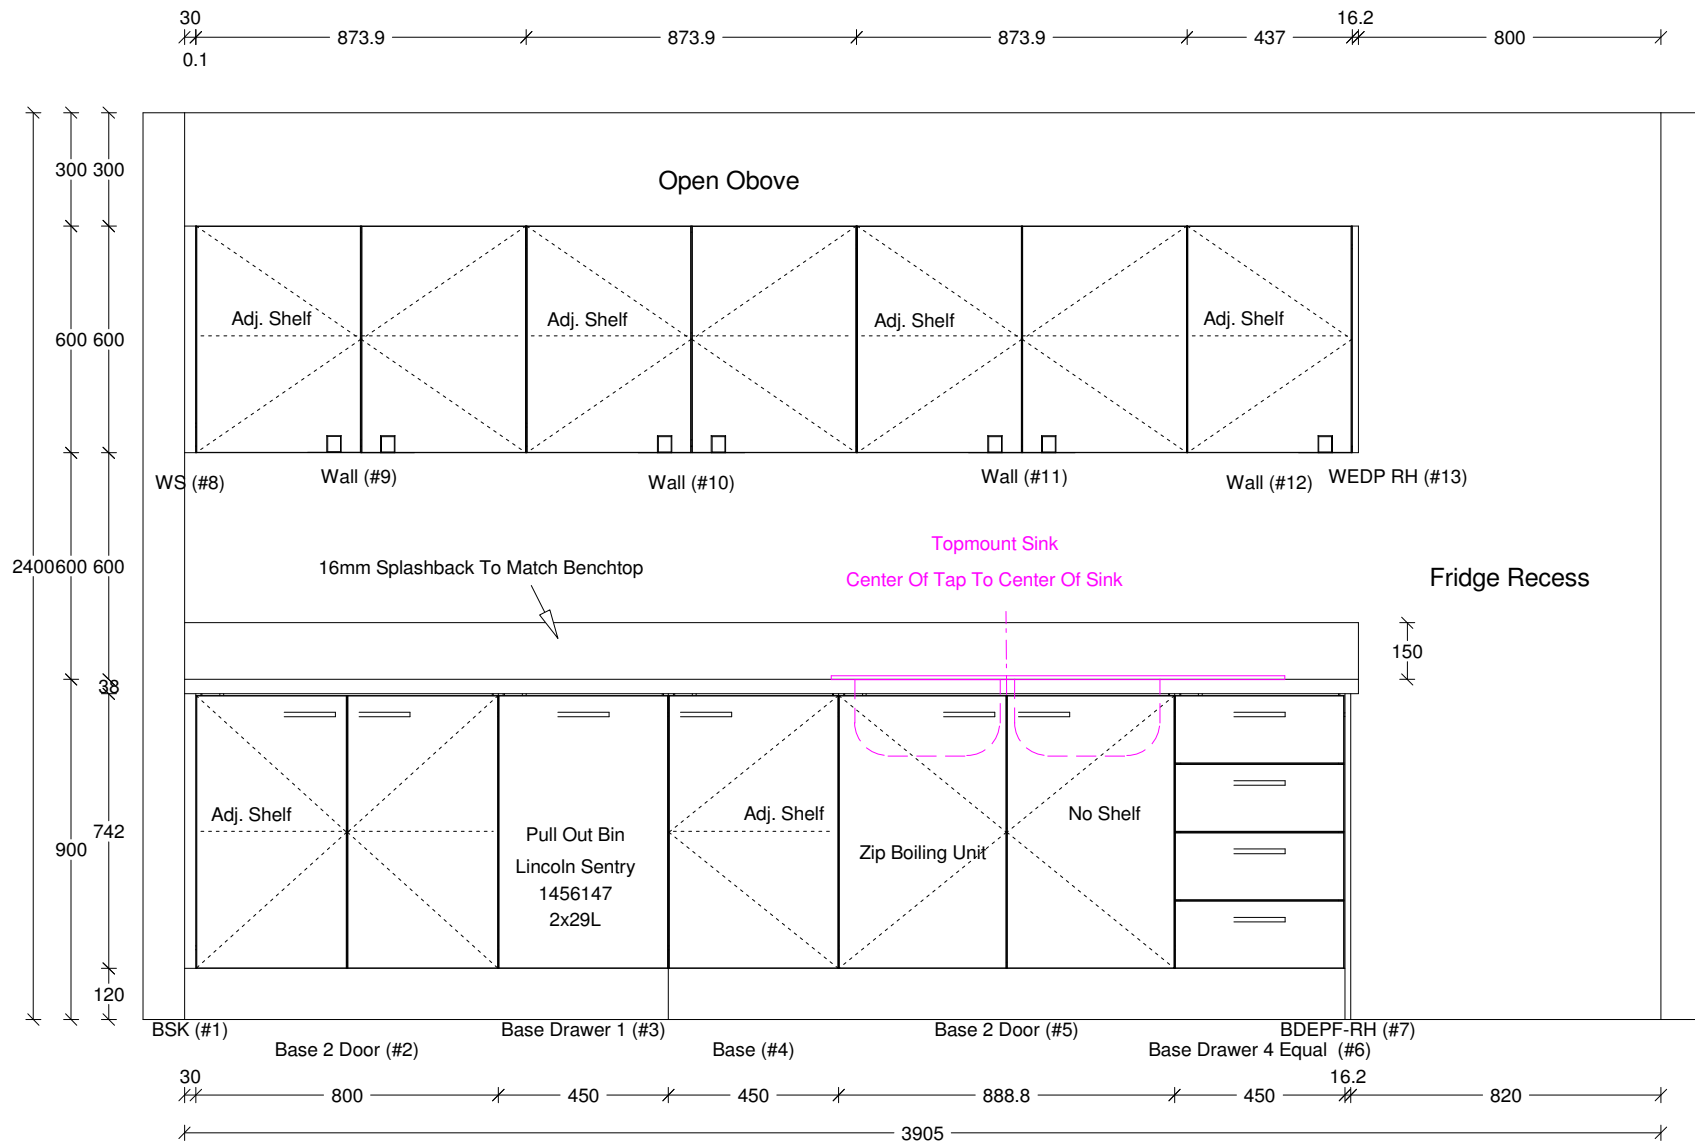 30 16.2
873.9 873.9 873.9 437 800
0.1
300 300
Open Obove
600 600
Adj. Shelf Adj. Shelf Adj. Shelf Adj. Shelf
WS (#8) Wall (#9) Wall (#10) Wall (#11) Wall (#12) WEDP RH (#13)
Topmount Sink
2400 600 600
16mm Splashback To Match Benchtop
Center Of Tap To Center Of Sink
Fridge Recess
150
38
Adj. Shelf Adj. Shelf No Shelf
900 742
Pull Out Bin
Lincoln Sentry
1456147
2x29L
Zip Boiling Unit
120
BSK (#1) Base Drawer 1 (#3) Base 2 Door (#5) BDEPF-RH (#7)
Base 2 Door (#2) Base (#4) Base Drawer 4 Equal (#6)
30 16.2
800 450 450 888.8 450 820
3905